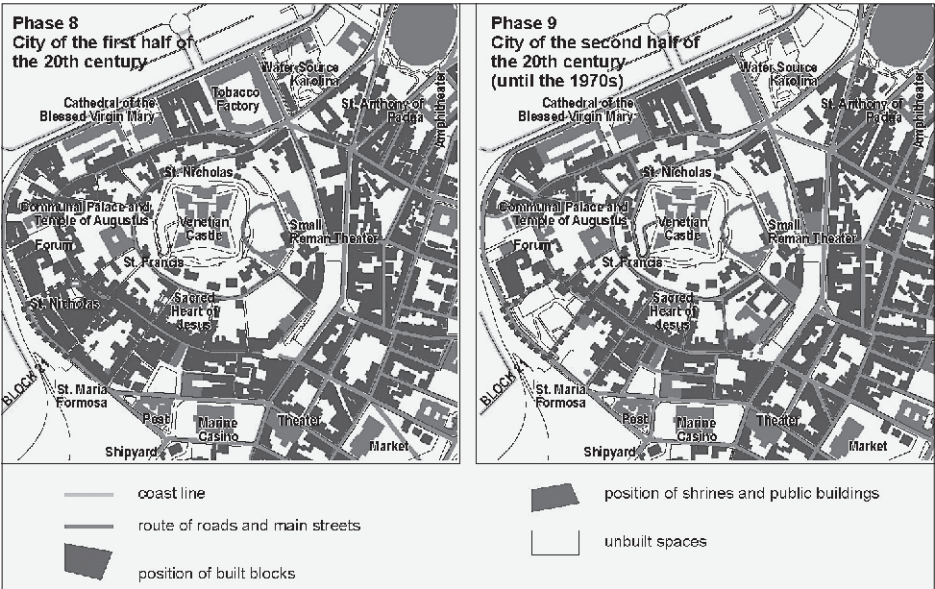 Phase 8
City of the first half of
the 20th century
Water Source
Karolina
Tobacco
Factory
St. Anthony of
Padua
Cathedral of the
Blessed Virgin Mary
Amphitheater
St. Nicholas
Communal Palace and
Temple of Augustus
Venetian
Castle
Small
Roman Theater
Forum
St. Francis
St. Nicholas
Sacred
Heart of
Jesus
BLOCK 21
St. Maria
Formosa
Post
Marine
Casino
Theater
Market
Shipyard
Phase 9
City of the second half of
the 20th century
(until the 1970s)
Water Source
Karolina
St. Anthony of
Padua
Cathedral of the
Blessed Virgin Mary
Amphitheater
St. Nicholas
Communal Palace and
Temple of Augustus
Venetian
Castle
Small
Roman Theater
Forum
St. Francis
Sacred
Heart of
Jesus
BLOCK 21
St. Maria
Formosa
Post
Marine
Casino
Theater
Market
Shipyard
coast line
route of roads and main streets
position of built blocks
position of shrines and public buildings
unbuilt spaces